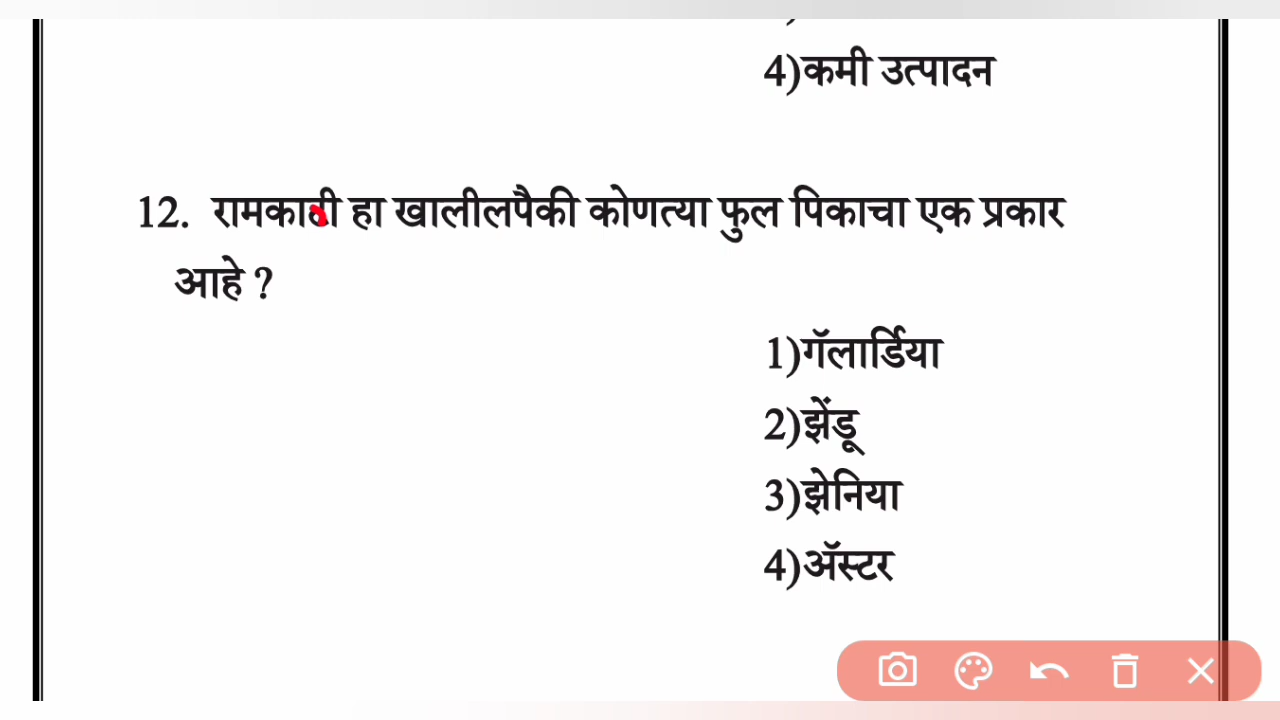 4)कमी उत्पादन
12. रामकाठी हा खालीलपैकी कोणत्या फुल पिकाचा एक प्रकार
आहे ?
1)गॅलार्डिया
2)झेंडू
3)झेनिया
4)ॲस्टर